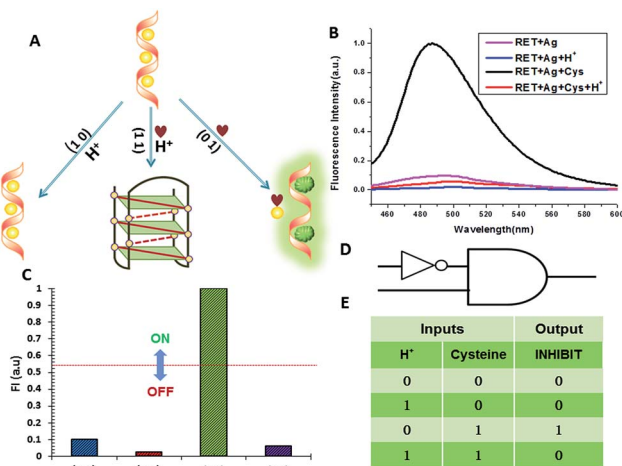 A
(1 0)
H⁺
(1 1)
H⁺
(0 1)
B
Fluorescence Intensity(a.u.)
1.0
0.8
0.6
0.4
0.2
0.0
RET+Ag
RET+Ag+H⁺
RET+Ag+Cys
RET+Ag+Cys+H⁺
460 480 500 520 540 560 580 600
Wavelength(nm)
C
FI (a.u)
1
0.9
0.8
0.7
0.6
0.5
0.4
0.3
0.2
0.1
0
ON
OFF
D
E
Inputs Output
H⁺ Cysteine INHIBIT
0 0 0
1 0 0
0 1 1
1 1 0